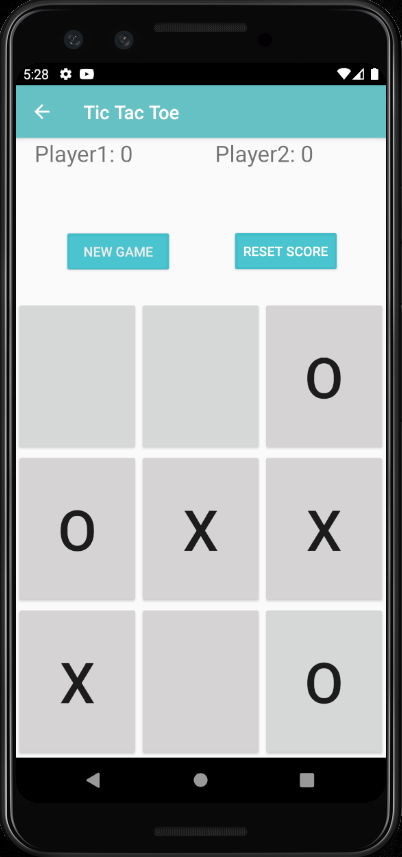 5:28
Tic Tac Toe
Player1: 0 Player2: 0
NEW GAME RESET SCORE
O
O X X
X O